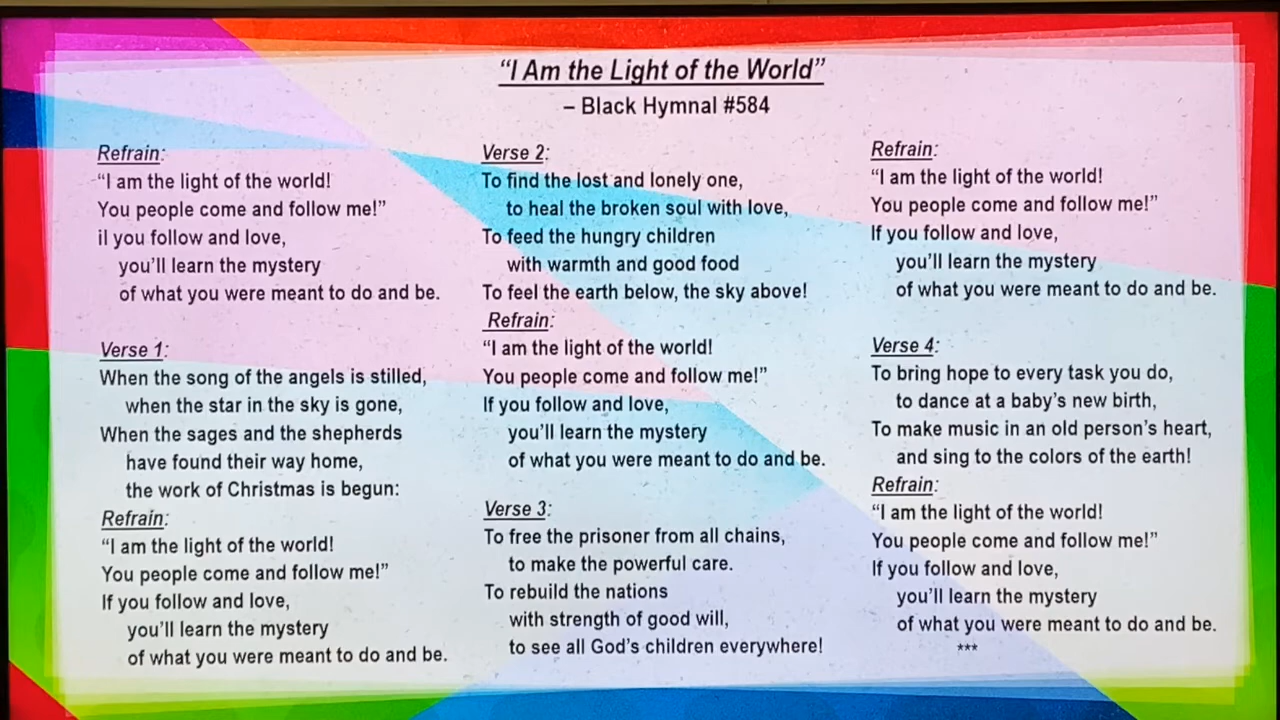 "I Am the Light of the World"
– Black Hymnal #584
Refrain:
"I am the light of the world!
You people come and follow me!"
il you follow and love,
you'll learn the mystery
of what you were meant to do and be.
Verse 1:
When the song of the angels is stilled,
when the star in the sky is gone,
When the sages and the shepherds
have found their way home,
the work of Christmas is begun:
Refrain:
"I am the light of the world!
You people come and follow me!"
If you follow and love,
you'll learn the mystery
of what you were meant to do and be.
Verse 2:
To find the lost and lonely one,
to heal the broken soul with love,
To feed the hungry children
with warmth and good food
To feel the earth below, the sky above!
Refrain:
"I am the light of the world!
You people come and follow me!"
If you follow and love,
you'll learn the mystery
of what you were meant to do and be.
Verse 3:
To free the prisoner from all chains,
to make the powerful care.
To rebuild the nations
with strength of good will,
to see all God's children everywhere!
Refrain:
"I am the light of the world!
You people come and follow me!"
If you follow and love,
you'll learn the mystery
of what you were meant to do and be.
Verse 4:
To bring hope to every task you do,
to dance at a baby's new birth,
To make music in an old person's heart,
and sing to the colors of the earth!
Refrain:
"I am the light of the world!
You people come and follow me!"
If you follow and love,
you'll learn the mystery
of what you were meant to do and be.
***